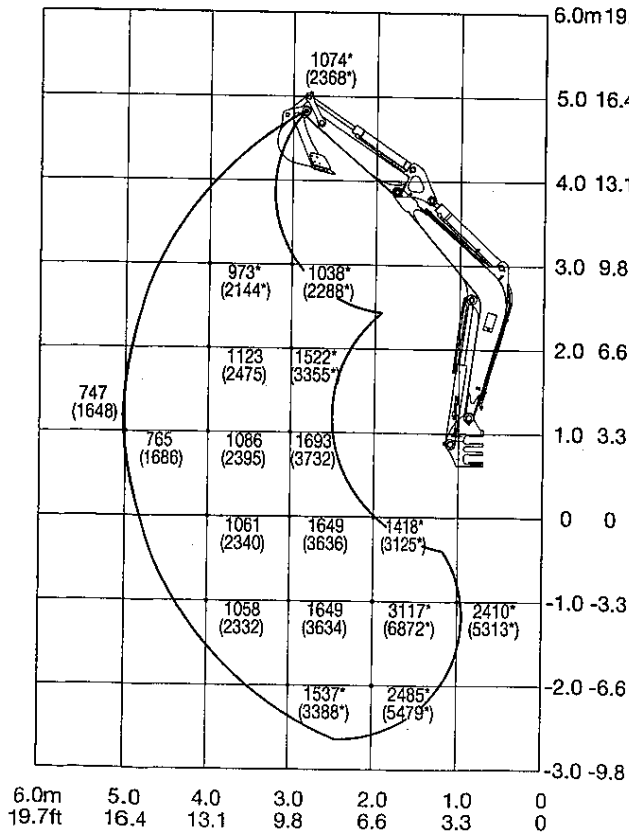 6.0m 19.
1074*
(2368*)
5.0 16.4
4.0 13.1
973* 1038* 3.0 9.8
(2144*) (2288*)
1123 1522* 2.0 6.6
(2475) (3355*)
747
(1648)
765 1086 1693 1.0 3.3
(1686) (2395) (3732)
1061 1649 1418* 0 0
(2340) (3636) (3125*)
1058 1649 3117* 2410* -1.0 -3.3
(2332) (3634) (6872*) (5313*)
1537* 2485* -2.0 -6.6
(3388*) (5479*)
-3.0 -9.8
6.0m 5.0 4.0 3.0 2.0 1.0 0
19.7ft 16.4 13.1 9.8 6.6 3.3 0